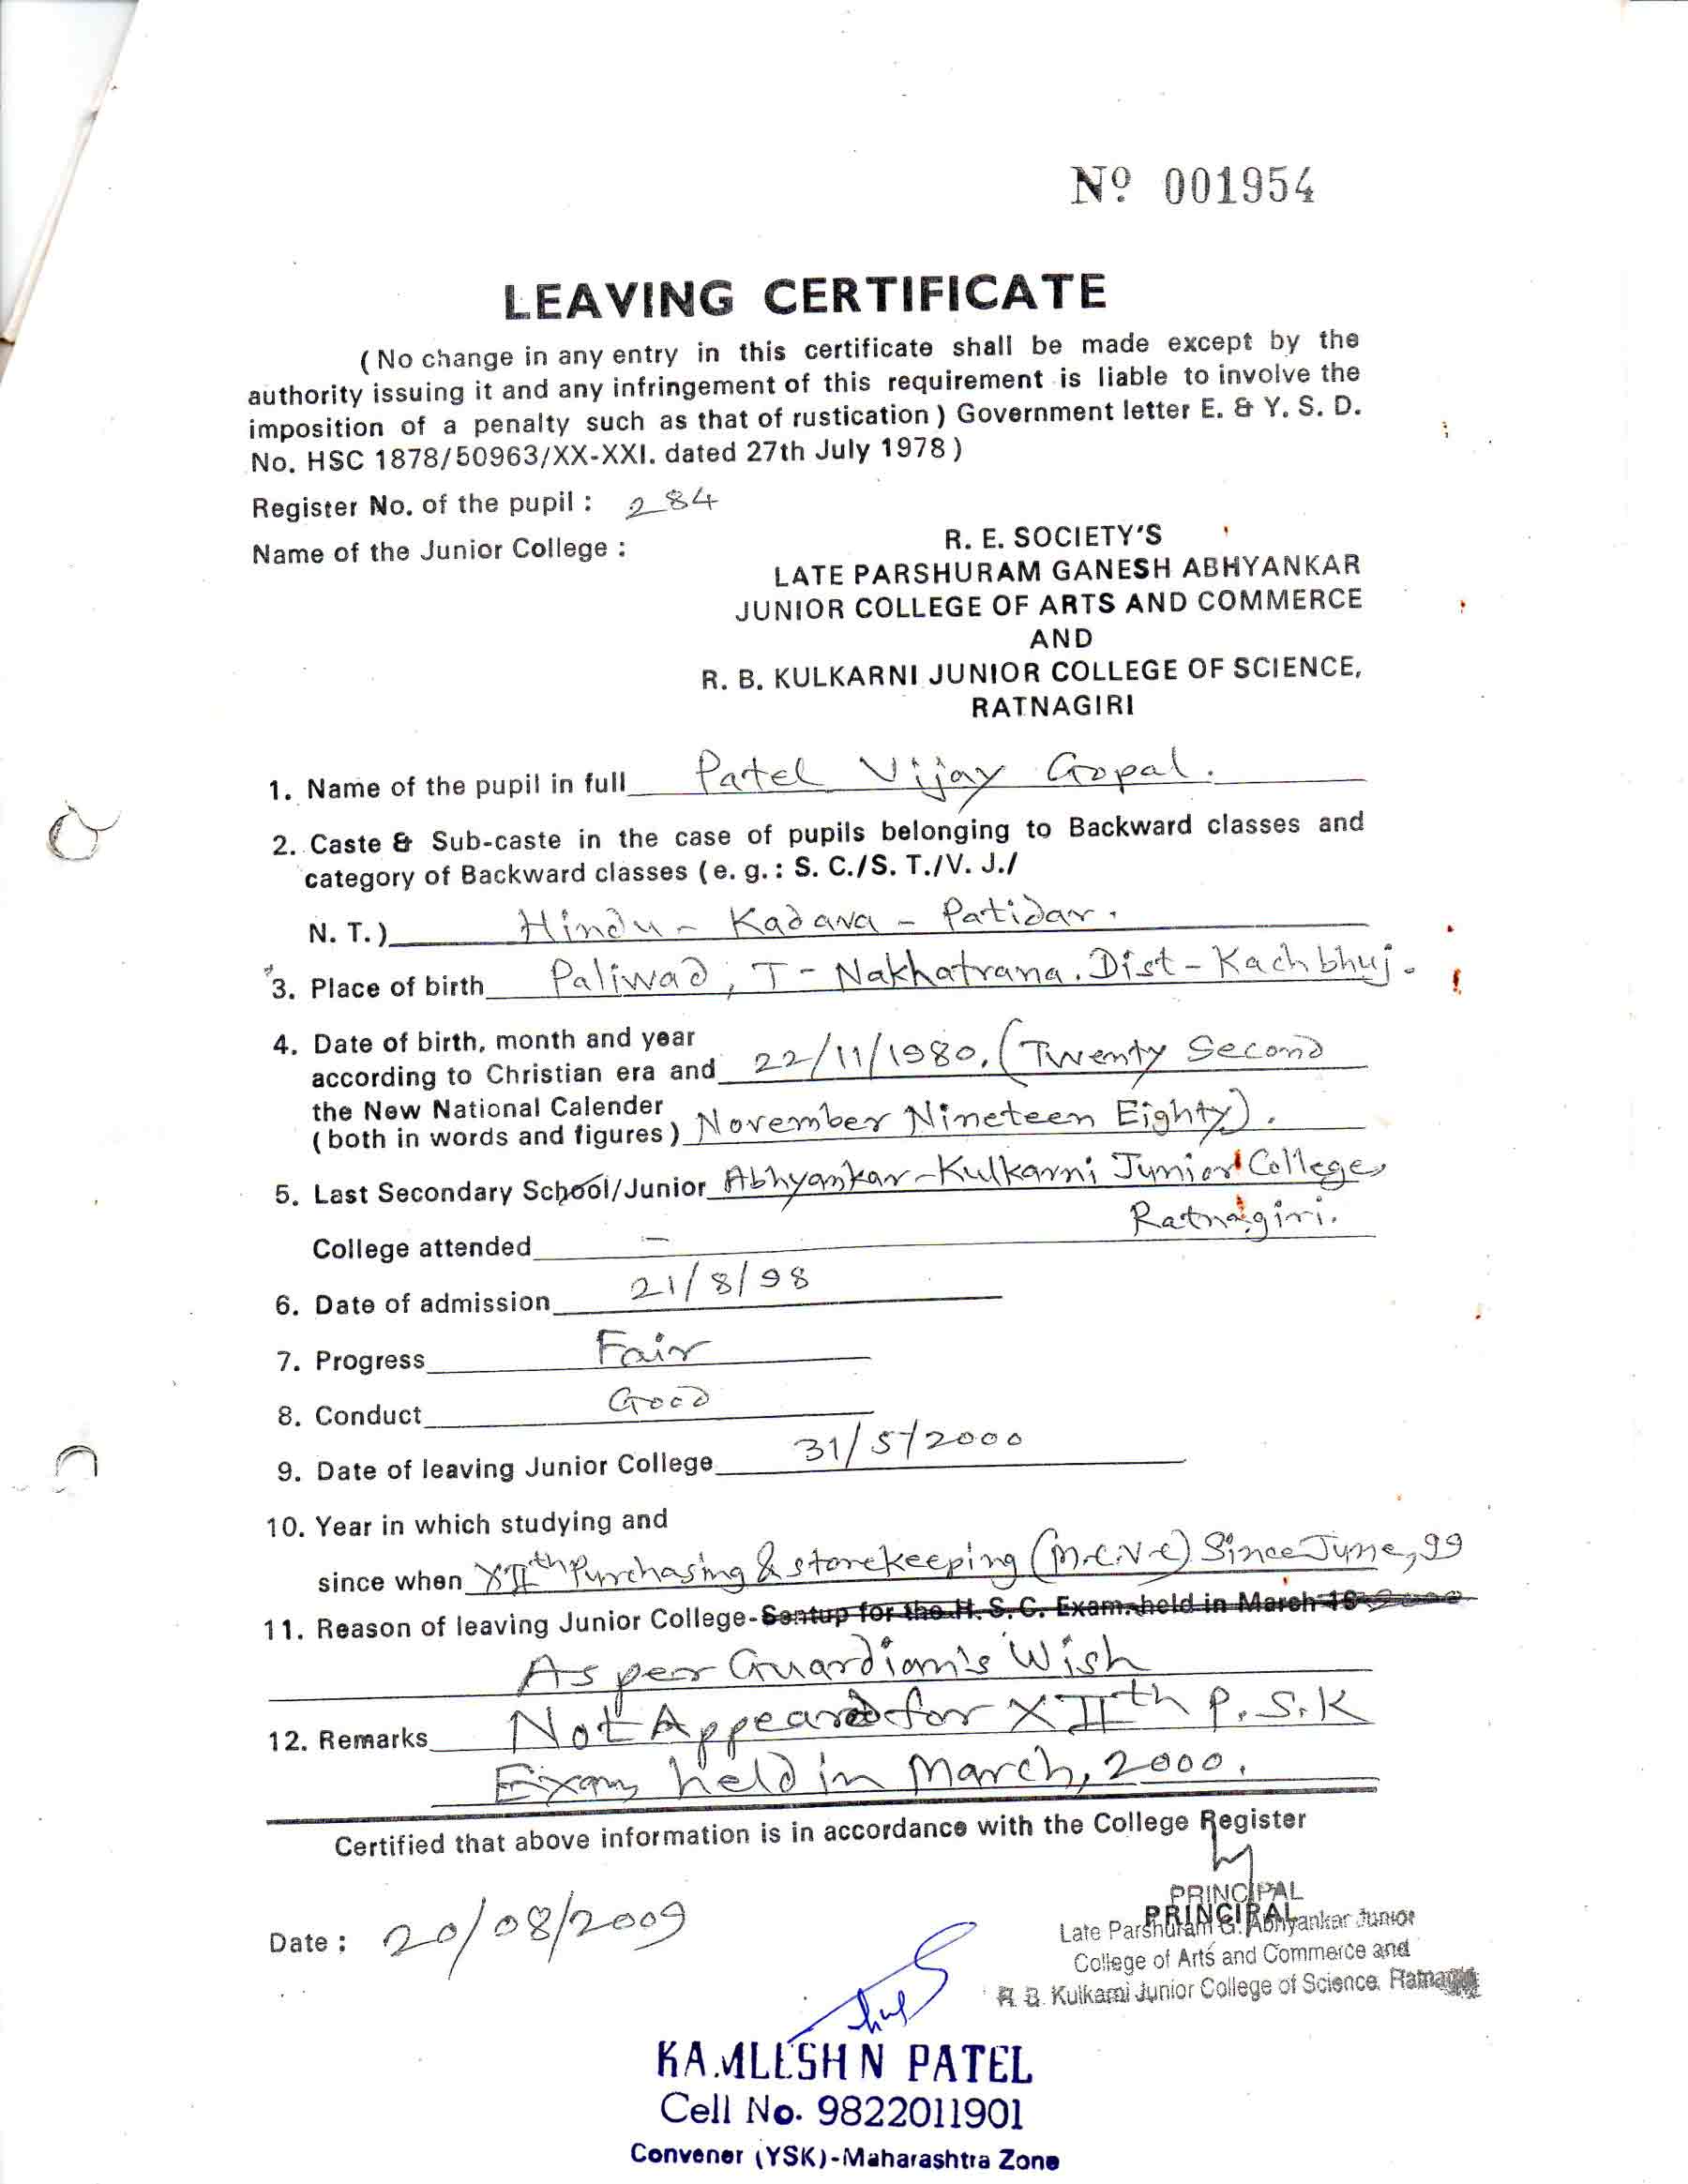 Nº 001954
LEAVING CERTIFICATE
( No change in any entry in this certificate shall be made except by the
authority issuing it and any infringement of this requirement is liable to involve the
imposition of a penalty such as that of rustication ) Government letter E. & Y. S. D.
No. HSC 1878/50963/XX-XXI. dated 27th July 1978 )
Register No. of the pupil : 284
Name of the Junior College :
R. E. SOCIETY'S
LATE PARSHURAM GANESH ABHYANKAR
JUNIOR COLLEGE OF ARTS AND COMMERCE
AND
R. B. KULKARNI JUNIOR COLLEGE OF SCIENCE,
RATNAGIRI
1. Name of the pupil in full Patel Vijay Gopal.
2. Caste & Sub-caste in the case of pupils belonging to Backward classes and
category of Backward classes ( e. g. : S. C./S. T./V. J./
N. T. ) Hindu - Kadava - Patidar.
3. Place of birth Paliwad, T - Nakhatrana. Dist - Kachbhuj.
4. Date of birth, month and year
according to Christian era and 22/11/1980. (Twenty Second
the New National Calender
( both in words and figures ) November Nineteen Eighty).
5. Last Secondary School/Junior Abhyankar-Kulkarni Junior College,
Ratnagiri.
College attended —
6. Date of admission 21/8/98
7. Progress Fair
8. Conduct Good
9. Date of leaving Junior College 31/5/2000
10. Year in which studying and
since when XIIth Purchasing & storekeeping (M.C.V.C) Since June, 99
11. Reason of leaving Junior College - Sentup for the H. S. C. Exam. held in March 19 2000
As per Guardian's Wish
12. Remarks Not Appeared for XIIth P.S.K
Exam, held in March, 2000.
Certified that above information is in accordance with the College Register
PRINCIPAL
PRINCIPAL
Late Parshuram G. Abhyankar Junior
College of Arts and Commerce and
R. B. Kulkarni Junior College of Science. Ratnagiri
Date : 20/08/2009
KAMLESH N PATEL
Cell No. 9822011901
Convener (YSK)-Maharashtra Zone